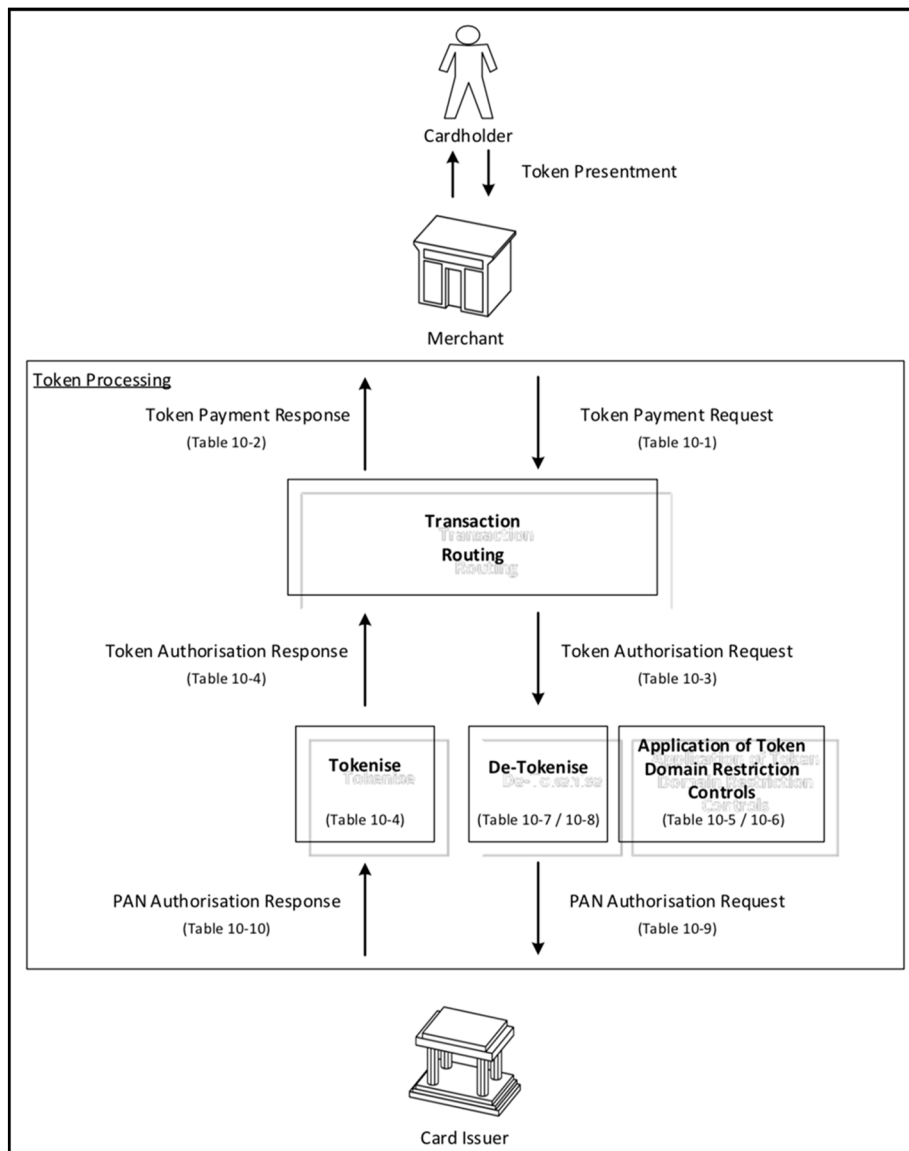 Cardholder
Token Presentment
Merchant
Token Processing
Token Payment Response
(Table 10-2)
Token Payment Request
(Table 10-1)
Transaction
Routing
Token Authorisation Response
(Table 10-4)
Token Authorisation Request
(Table 10-3)
Tokenise
(Table 10-4)
De-Tokenise
(Table 10-7 / 10-8)
Application of Token
Domain Restriction
Controls
(Table 10-5 / 10-6)
PAN Authorisation Response
(Table 10-10)
PAN Authorisation Request
(Table 10-9)
Card Issuer